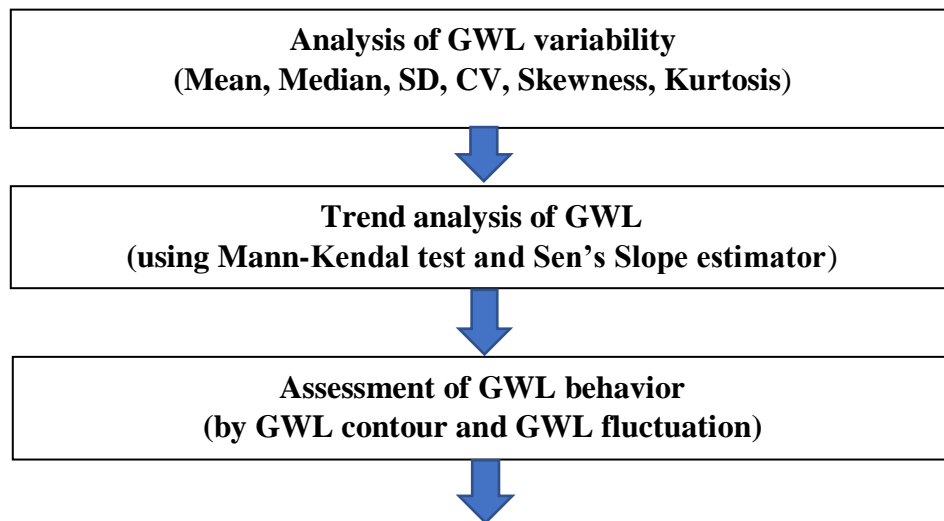 Analysis of GWL variability
(Mean, Median, SD, CV, Skewness, Kurtosis)
Trend analysis of GWL
(using Mann-Kendal test and Sen’s Slope estimator)
Assessment of GWL behavior
(by GWL contour and GWL fluctuation)